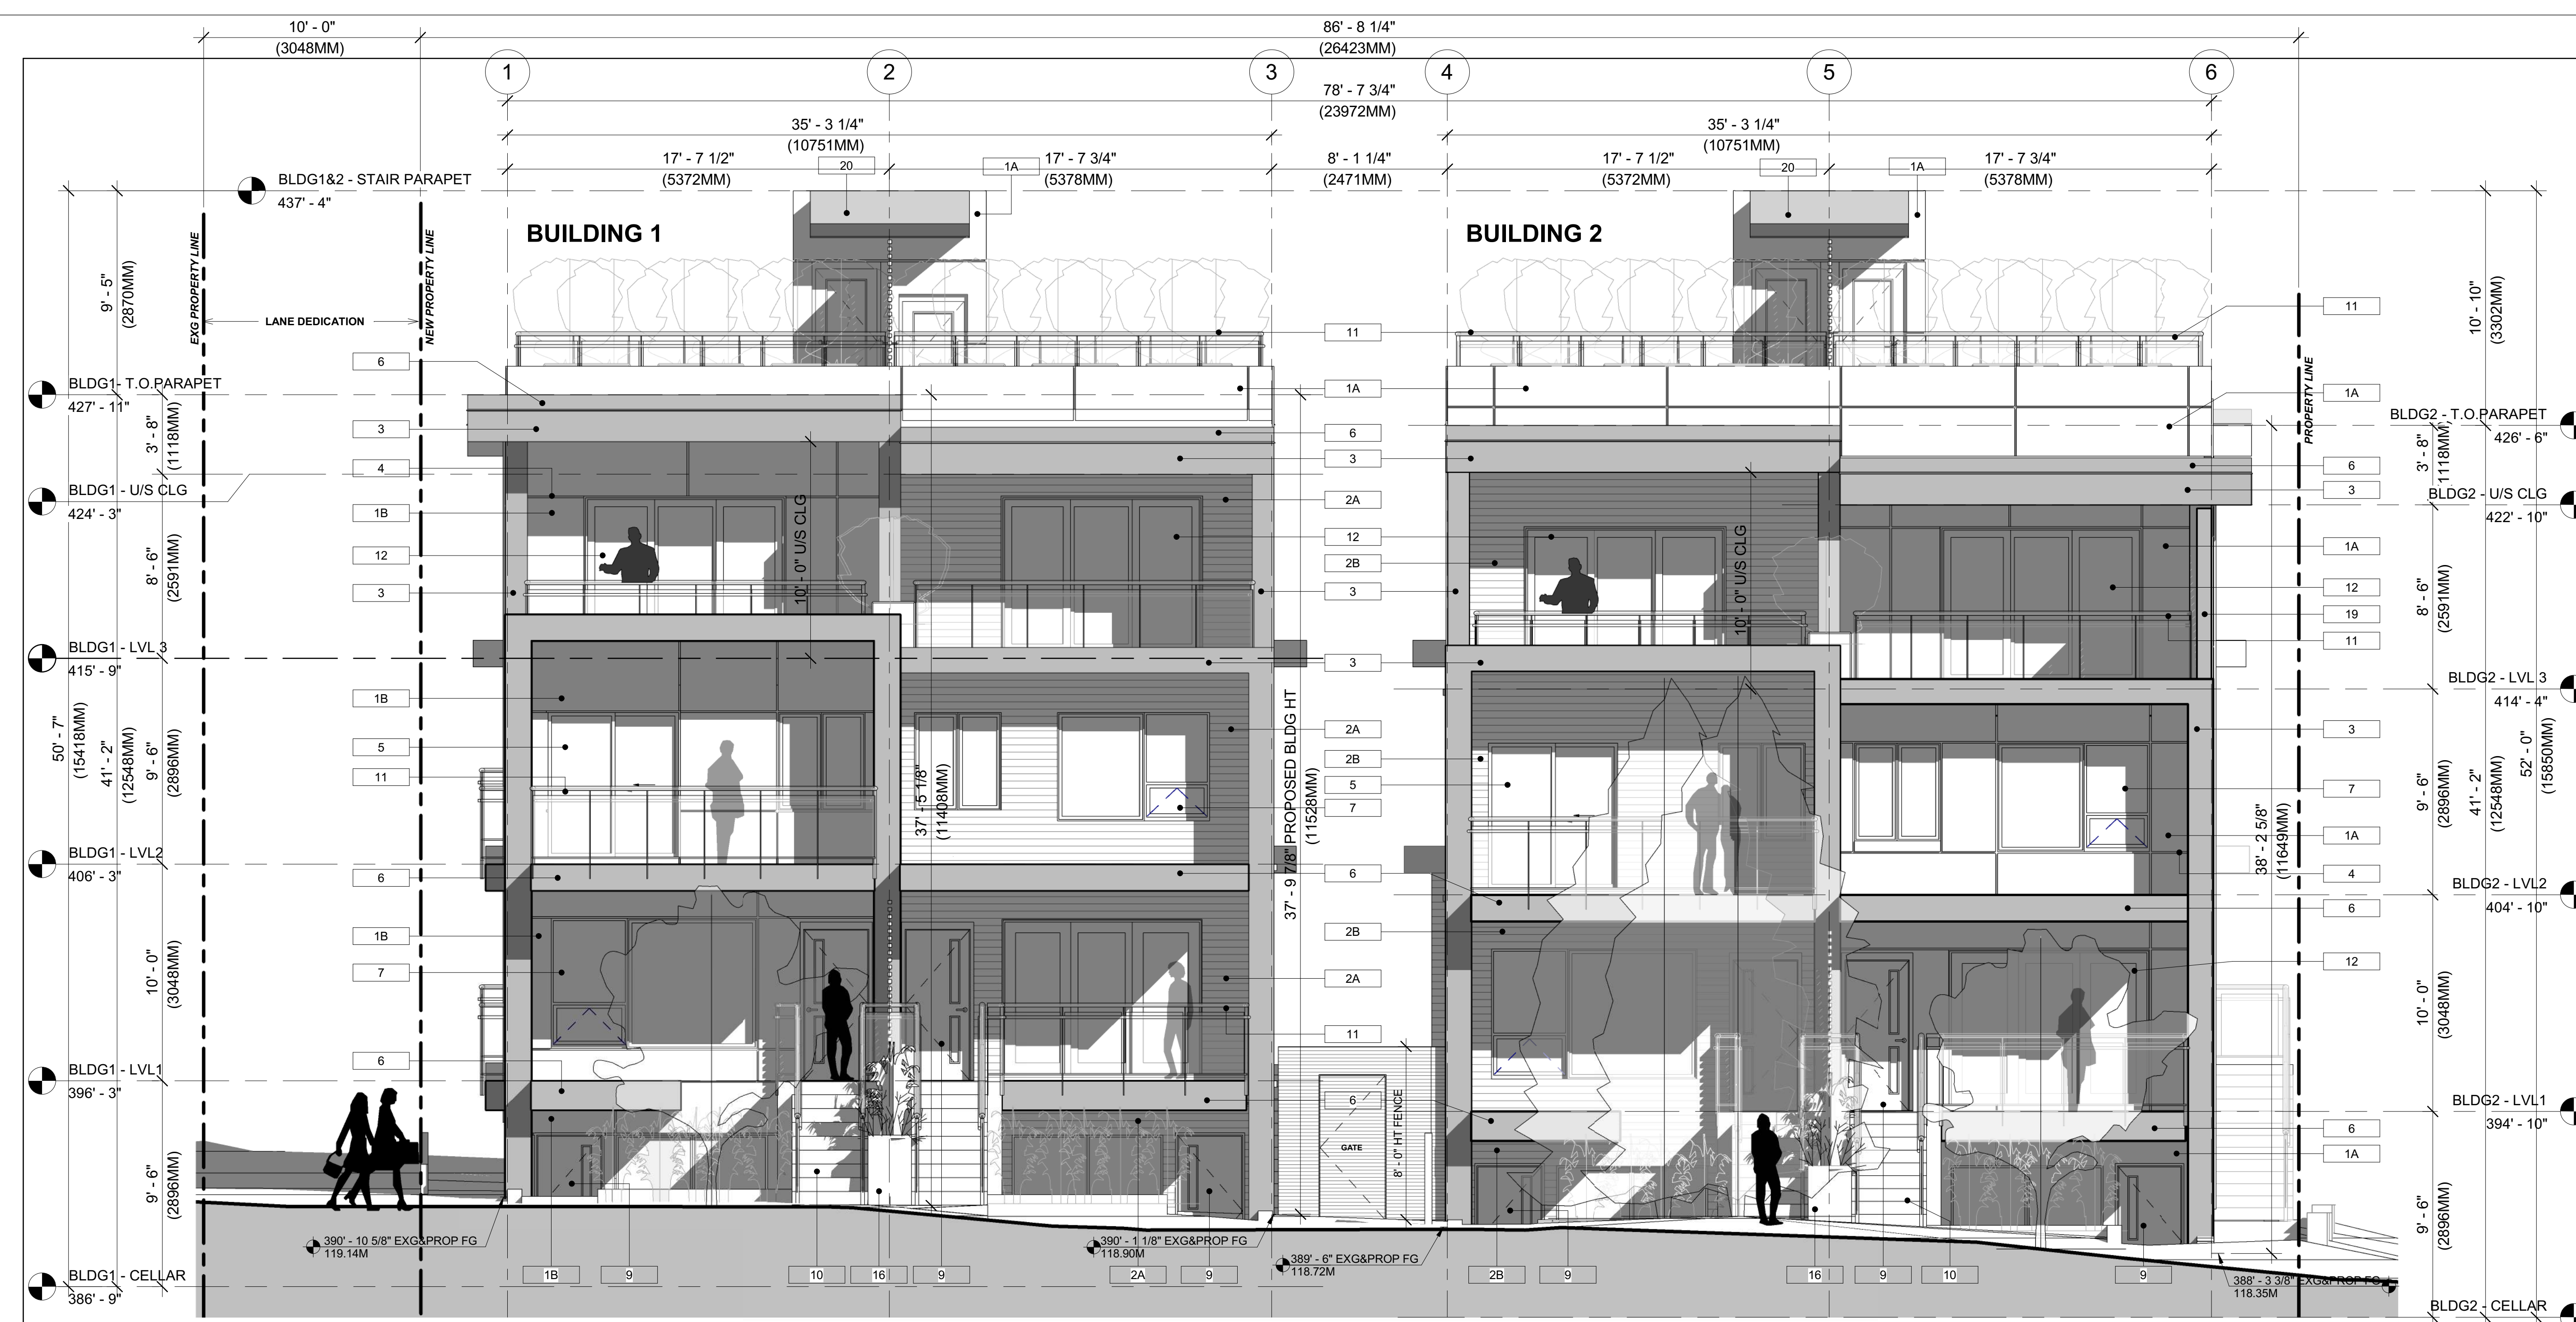 10' - 0"
(3048MM)
86' - 8 1/4"
(26423MM)
1
2
3
4
5
6
78' - 7 3/4"
(23972MM)
35' - 3 1/4"
(10751MM)
35' - 3 1/4"
(10751MM)
17' - 7 1/2"
(5372MM)
20
1A
17' - 7 3/4"
(5378MM)
8' - 1 1/4"
(2471MM)
17' - 7 1/2"
(5372MM)
20
1A
17' - 7 3/4"
(5378MM)
BLDG1&2 - STAIR PARAPET
437' - 4"
BUILDING 1
BUILDING 2
EXG PROPERTY LINE
NEW PROPERTY LINE
LANE DEDICATION
PROPERTY LINE
9' - 5"
(2870MM)
BLDG1- T.O.PARAPET
427' - 11"
3' - 8"
(1118MM)
BLDG1 - U/S CLG
424' - 3"
8' - 6"
(2591MM)
BLDG1 - LVL 3
415' - 9"
50' - 7"
(15418MM)
41' - 2"
(12548MM)
9' - 6"
(2896MM)
BLDG1 - LVL2
406' - 3"
10' - 0"
(3048MM)
BLDG1 - LVL1
396' - 3"
9' - 6"
(2896MM)
BLDG1 - CELLAR
386' - 9"
6
3
4
1B
12
3
1B
5
11
6
1B
7
6
10' - 0" U/S CLG
37' - 5 1/8"
(11408MM)
37' - 9 7/8" PROPOSED BLDG HT
(11528MM)
11
1A
6
3
2A
12
2B
3
3
2A
2B
5
7
6
2B
2A
11
6
GATE
8' - 0" HT FENCE
10' - 0" U/S CLG
38' - 2 5/8"
(11649MM)
11
1A
6
3
1A
12
19
11
3
7
1A
4
6
12
6
1A
10' - 10"
(3302MM)
BLDG2 - T.O.PARAPET
426' - 6"
3' - 8"
(1118MM)
BLDG2 - U/S CLG
422' - 10"
8' - 6"
(2591MM)
BLDG2 - LVL 3
414' - 4"
9' - 6"
(2896MM)
41' - 2"
(12548MM)
52' - 0"
(15850MM)
BLDG2 - LVL2
404' - 10"
10' - 0"
(3048MM)
BLDG2 - LVL1
394' - 10"
9' - 6"
(2896MM)
BLDG2 - CELLAR
390' - 10 5/8" EXG&PROP FG
119.14M
390' - 1 1/8" EXG&PROP FG
118.90M
389' - 6" EXG&PROP FG
118.72M
388' - 3 3/8" EXG&PROP FG
118.35M
1B
9
10
16
9
2A
9
2B
9
16
9
10
9